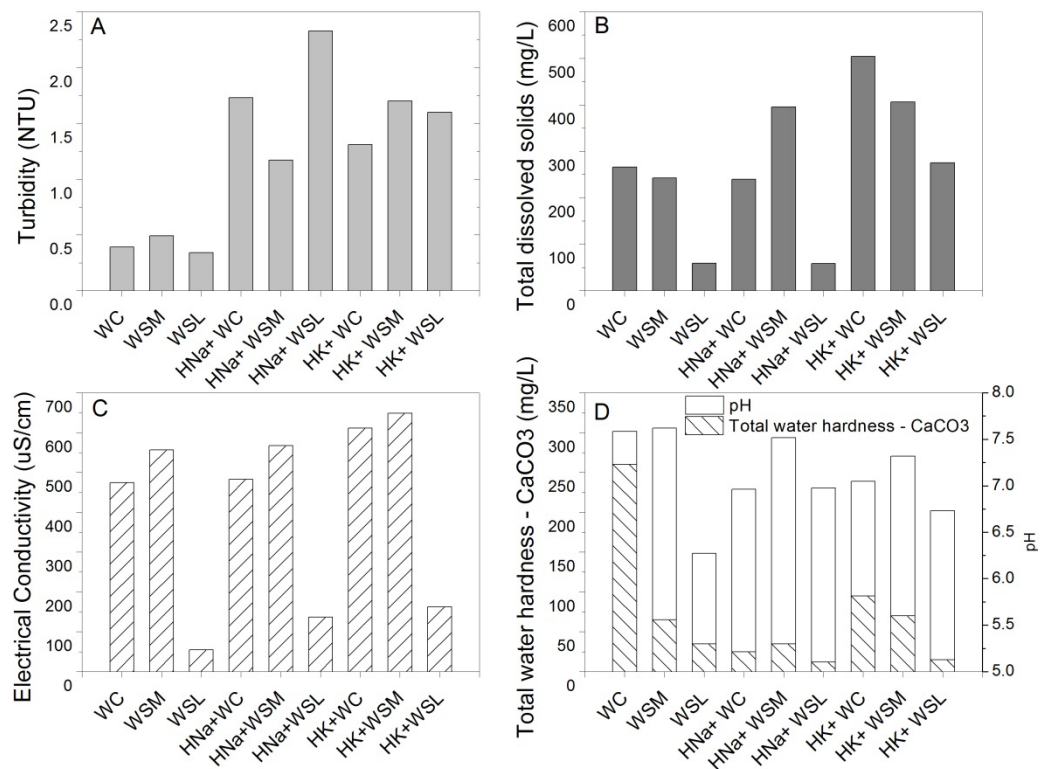 A
Turbidity (NTU)
2.5
2.0
1.5
1.0
0.5
0.0
WC
WSM
WSL
HNa+ WC
HNa+ WSM
HNa+ WSL
HK+ WC
HK+ WSM
HK+ WSL
B
Total dissolved solids (mg/L)
600
500
400
300
200
100
0
WC
WSM
WSL
HNa+ WC
HNa+ WSM
HNa+ WSL
HK+ WC
HK+ WSM
HK+ WSL
C
Electrical Conductivity (uS/cm)
700
600
500
400
300
200
100
0
WC
WSM
WSL
HNa+WC
HNa+WSM
HNa+WSL
HK+WC
HK+WSM
HK+WSL
D
pH
Total water hardness - CaCO3
Total water hardness - CaCO3 (mg/L)
350
300
250
200
150
100
50
0
8.0
7.5
7.0
6.5
6.0
5.5
5.0
pH
WC
WSM
WSL
HNa+ WC
HNa+ WSM
HNa+ WSL
HK+ WC
HK+ WSM
HK+ WSL